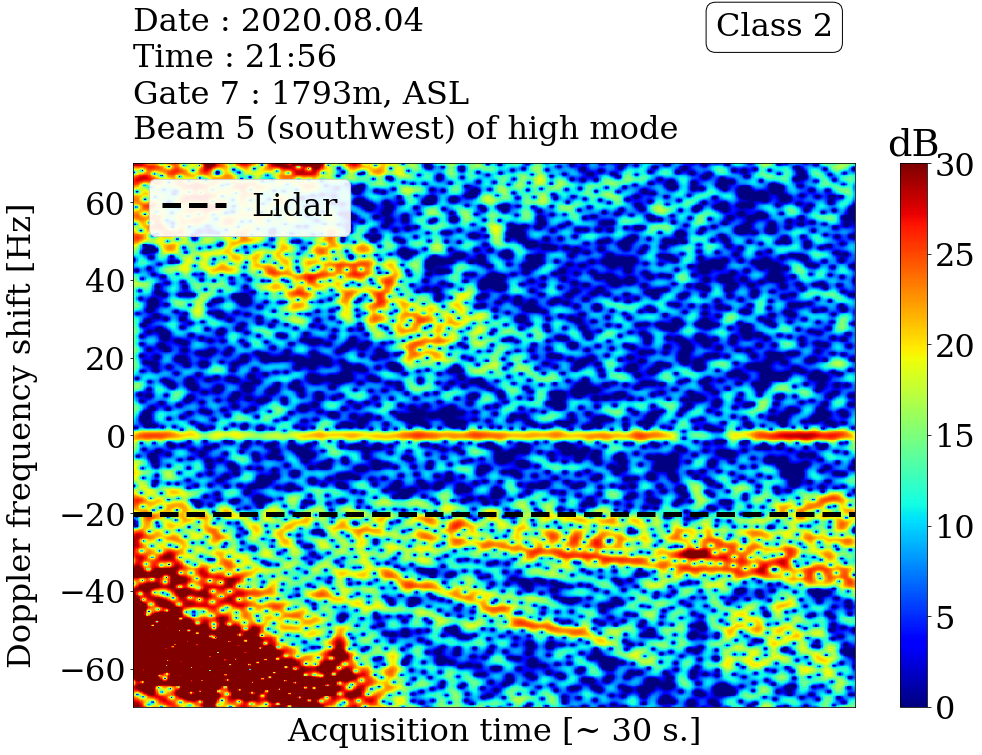 Date : 2020.08.04
Time : 21:56
Gate 7 : 1793m, ASL
Beam 5 (southwest) of high mode
Class 2
dB
Lidar
Doppler frequency shift [Hz]
60
40
20
0
−20
−40
−60
Acquisition time [~ 30 s.]
30
25
20
15
10
5
0